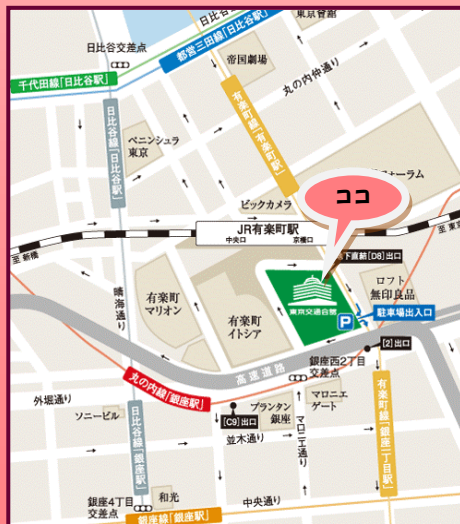 日比谷線
東京會舘
日比谷交差点
都営三田線「日比谷駅」
帝国劇場
千代田線「日比谷駅」
丸の内仲通り
有楽町線「有楽町駅」
日比谷線「日比谷駅」
ペニンシュラ
東京
ォーラム
ビックカメラ
ココ
JR有楽町駅
中央口
京橋口
至 新橋
至 東
下直結[D8]出口
晴海通り
有楽町
マリオン
有楽町
イトシア
東京交通会館
ロフト
無印良品
P
駐車場出入口
[2]出口
高速道路
銀座西2丁目
交差点
丸の内線「銀座駅」
外堀通り
ソニービル
[C9]出口
プランタン
銀座
マロニエ
ゲート
並木通り
マロニエ通り
日比谷線「銀座駅」
有楽町線「銀座一丁目駅」
銀座4丁目
交差点
和光
中央通り
銀座線「銀座駅」